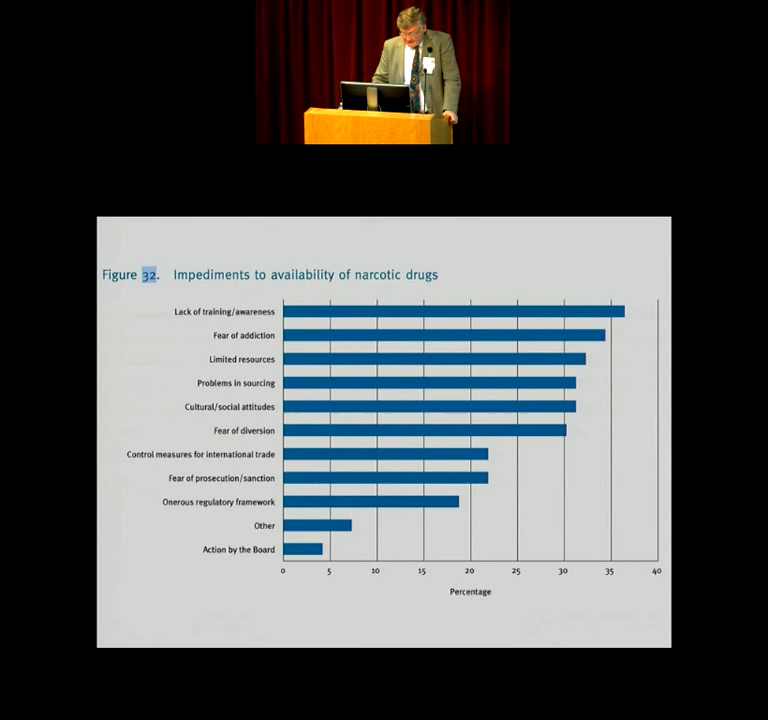 Figure 32. Impediments to availability of narcotic drugs
Lack of training/awareness
Fear of addiction
Limited resources
Problems in sourcing
Cultural/social attitudes
Fear of diversion
Control measures for international trade
Fear of prosecution/sanction
Onerous regulatory framework
Other
Action by the Board
0 5 10 15 20 25 30 35 40
Percentage